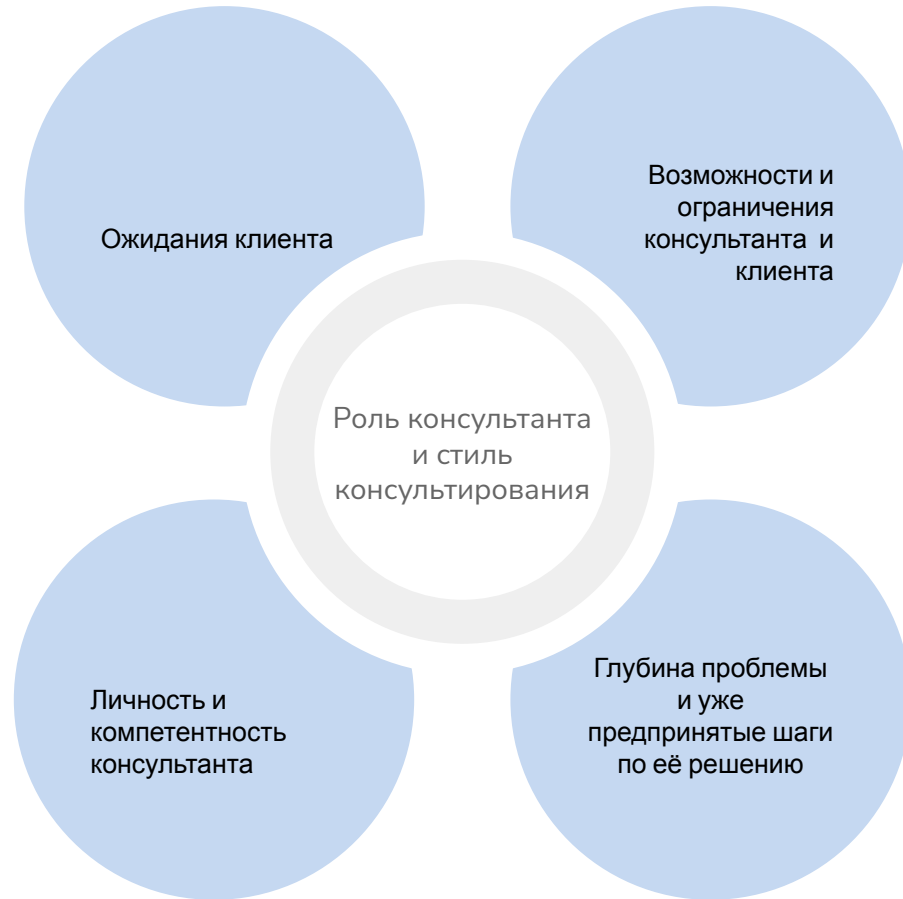 Ожидания клиента
Возможности и
ограничения
консультанта и
клиента
Роль консультанта
и стиль
консультирования
Личность и
компетентность
консультанта
Глубина проблемы
и уже
предпринятые шаги
по её решению